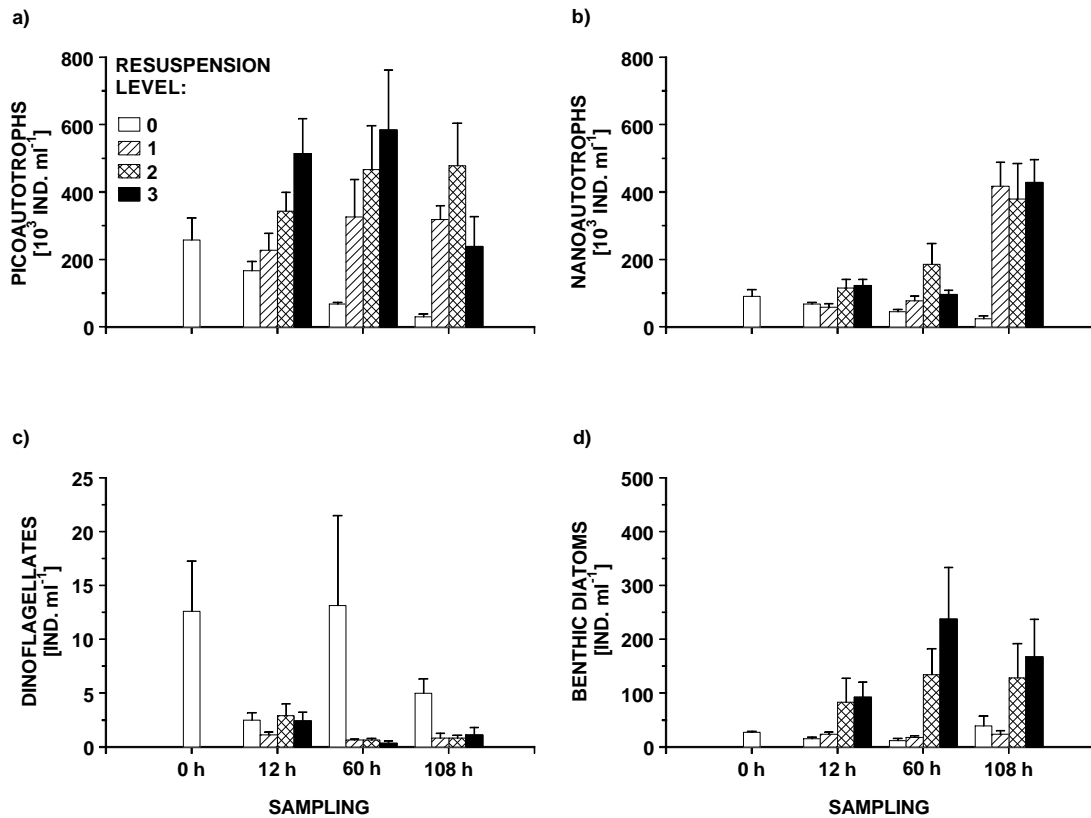 a)
PICOAUTOTROPHS
[10³ IND. ml⁻¹]
800
600
400
200
0
RESUSPENSION
LEVEL:
0
1
2
3
b)
NANOAUTOTROPHS
[10³ IND. ml⁻¹]
800
600
400
200
0
c)
DINOFLAGELLATES
[IND. ml⁻¹]
25
20
15
10
5
0
0 h 12 h 60 h 108 h
SAMPLING
d)
BENTHIC DIATOMS
[IND. ml⁻¹]
500
400
300
200
100
0
0 h 12 h 60 h 108 h
SAMPLING